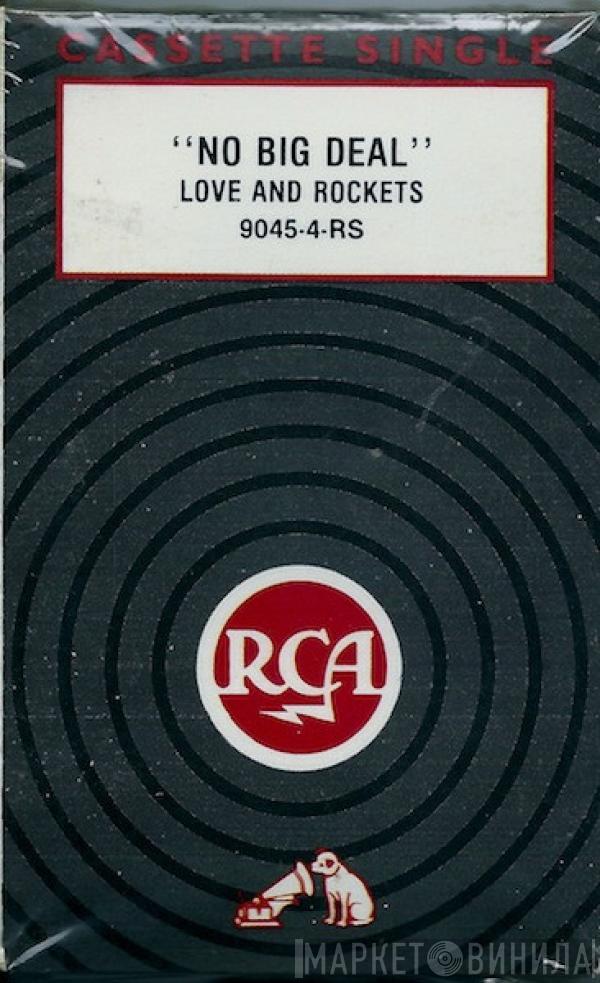 CASSETTE SINGLE
“NO BIG DEAL”
LOVE AND ROCKETS
9045-4-RS
RCA
МАРКЕТ ВИНИЛА